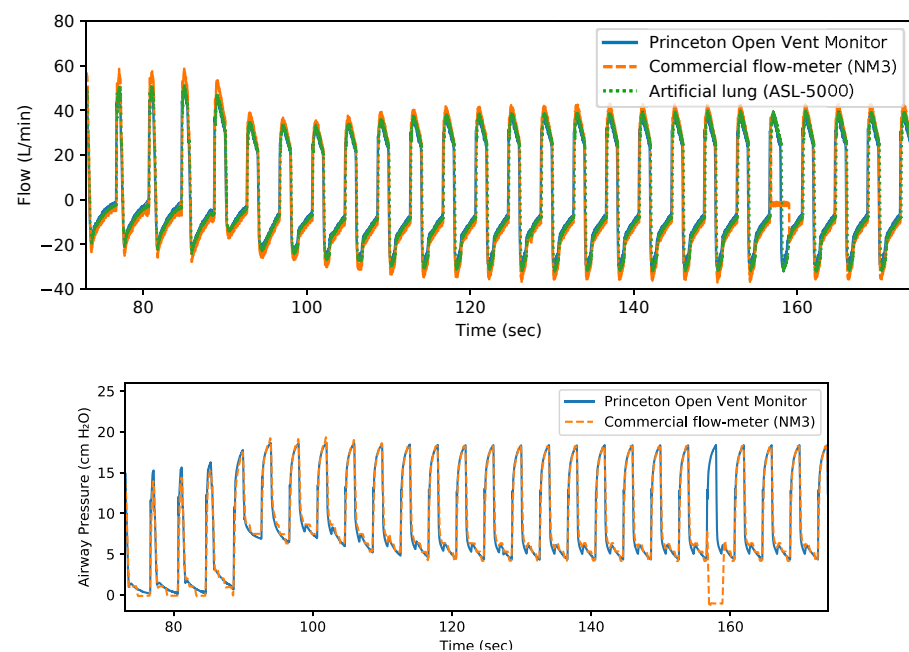 80
60
40
20
0
−20
−40
Flow (L/min)
Princeton Open Vent Monitor
Commercial flow-meter (NM3)
Artificial lung (ASL-5000)
80
100
120
140
160
Time (sec)
25
20
15
10
5
0
Airway Pressure (cm H₂O)
Princeton Open Vent Monitor
Commercial flow-meter (NM3)
80
100
120
140
160
Time (sec)